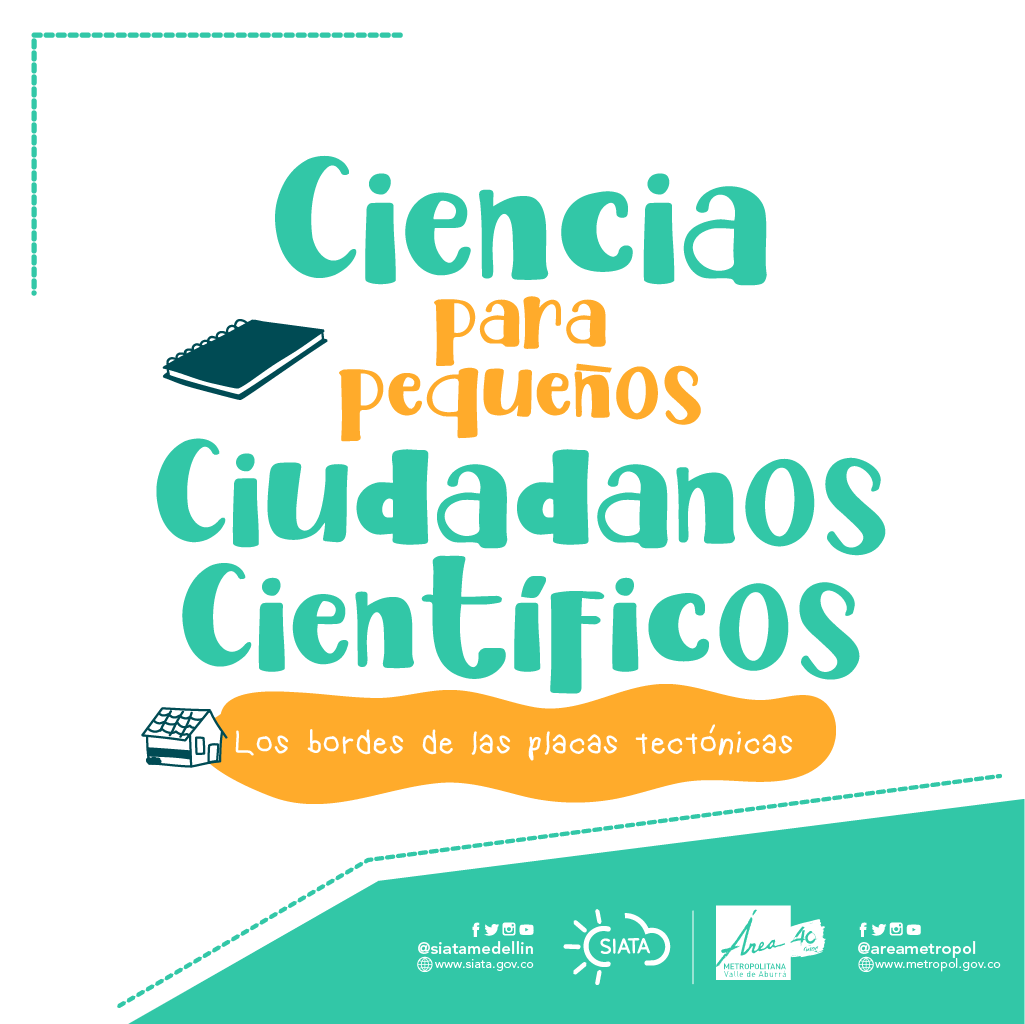 Ciencia
para
pequeños
Ciudadanos
Científicos
Los bordes de las placas tectónicas
@siatamedellin
www.siata.gov.co
SIATA
Área
METROPOLITANA
Valle de Aburrá
40
@areametropol
www.metropol.gov.co